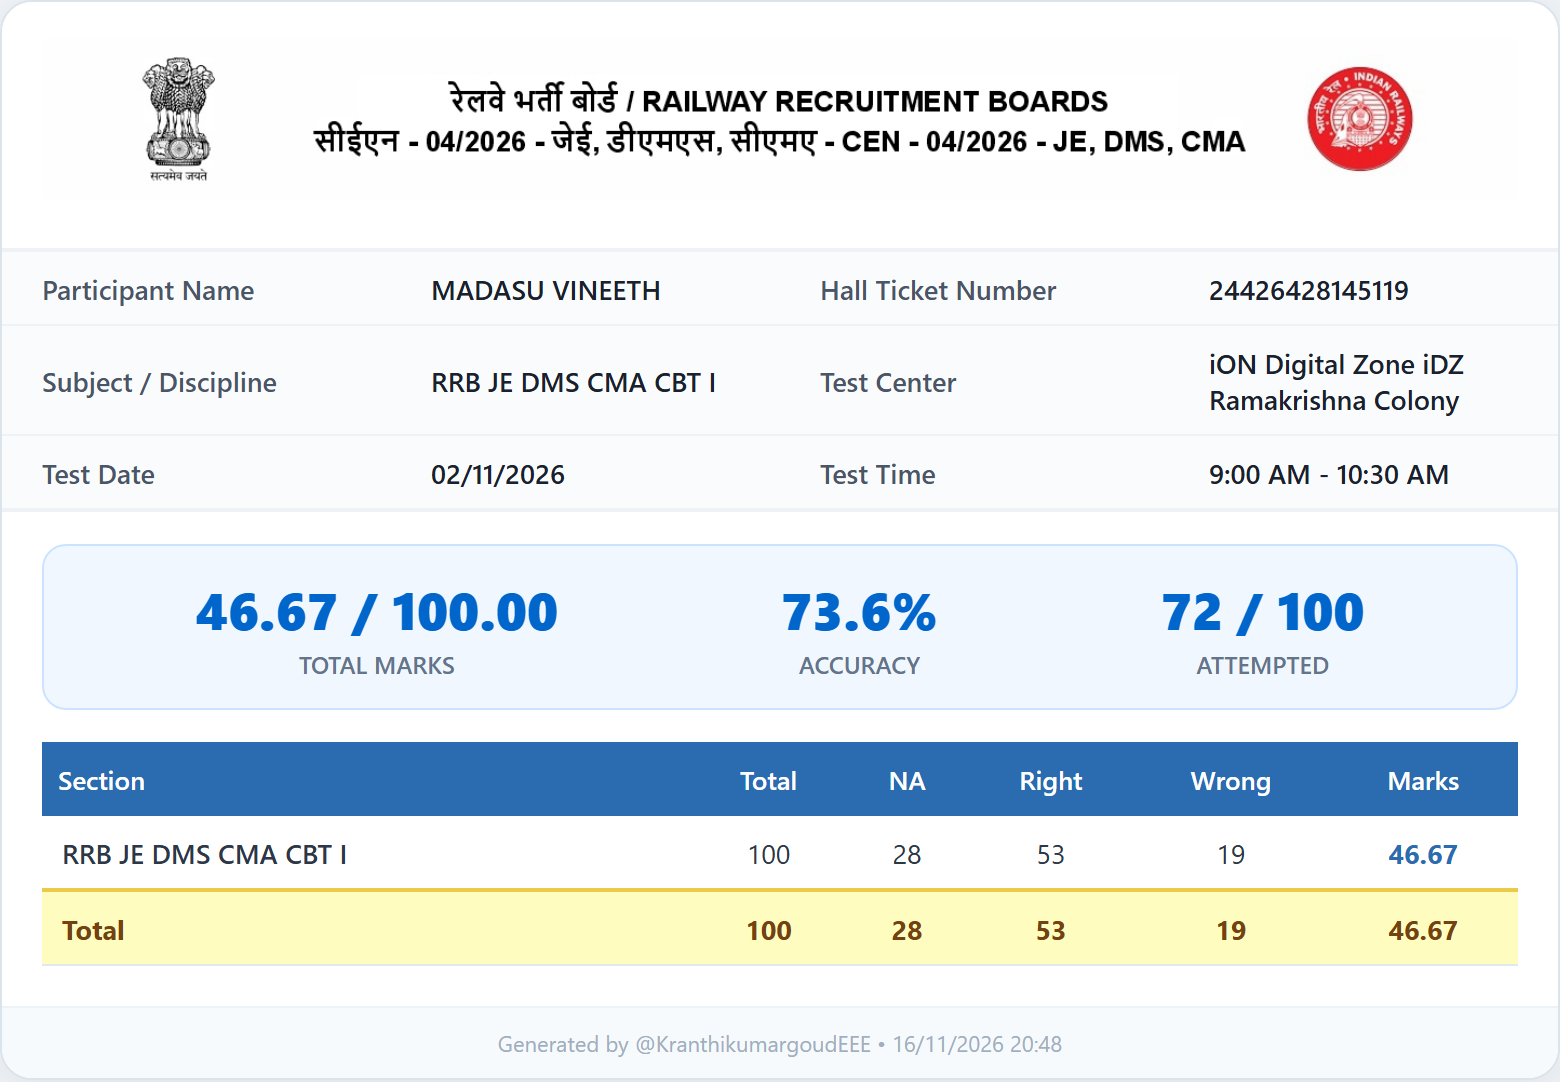 रेलवे भर्ती बोर्ड / RAILWAY RECRUITMENT BOARDS
सीईएन - 04/2026 - जेई, डीएमएस, सीएमए - CEN - 04/2026 - JE, DMS, CMA
सत्यमेव जयते
भारतीय रेल • INDIAN RAILWAYS
Participant Name MADASU VINEETH Hall Ticket Number 24426428145119
Subject / Discipline RRB JE DMS CMA CBT I Test Center iON Digital Zone iDZ
Ramakrishna Colony
Test Date 02/11/2026 Test Time 9:00 AM - 10:30 AM
46.67 / 100.00 73.6% 72 / 100
TOTAL MARKS ACCURACY ATTEMPTED
Section Total NA Right Wrong Marks
RRB JE DMS CMA CBT I 100 28 53 19 46.67
Total 100 28 53 19 46.67
Generated by @KranthikumargoudEEE • 16/11/2026 20:48